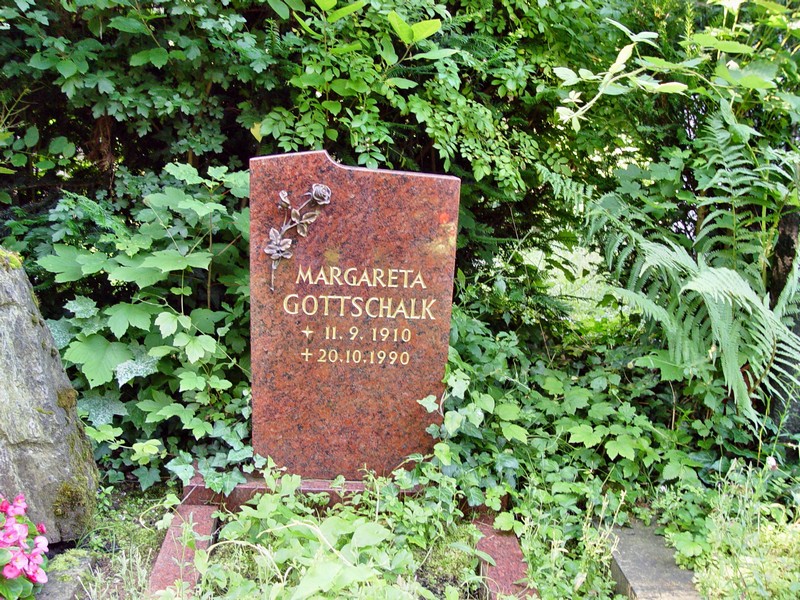 MARGARETA
GOTTSCHALK
+ 11. 9. 1910
+ 20.10.1990